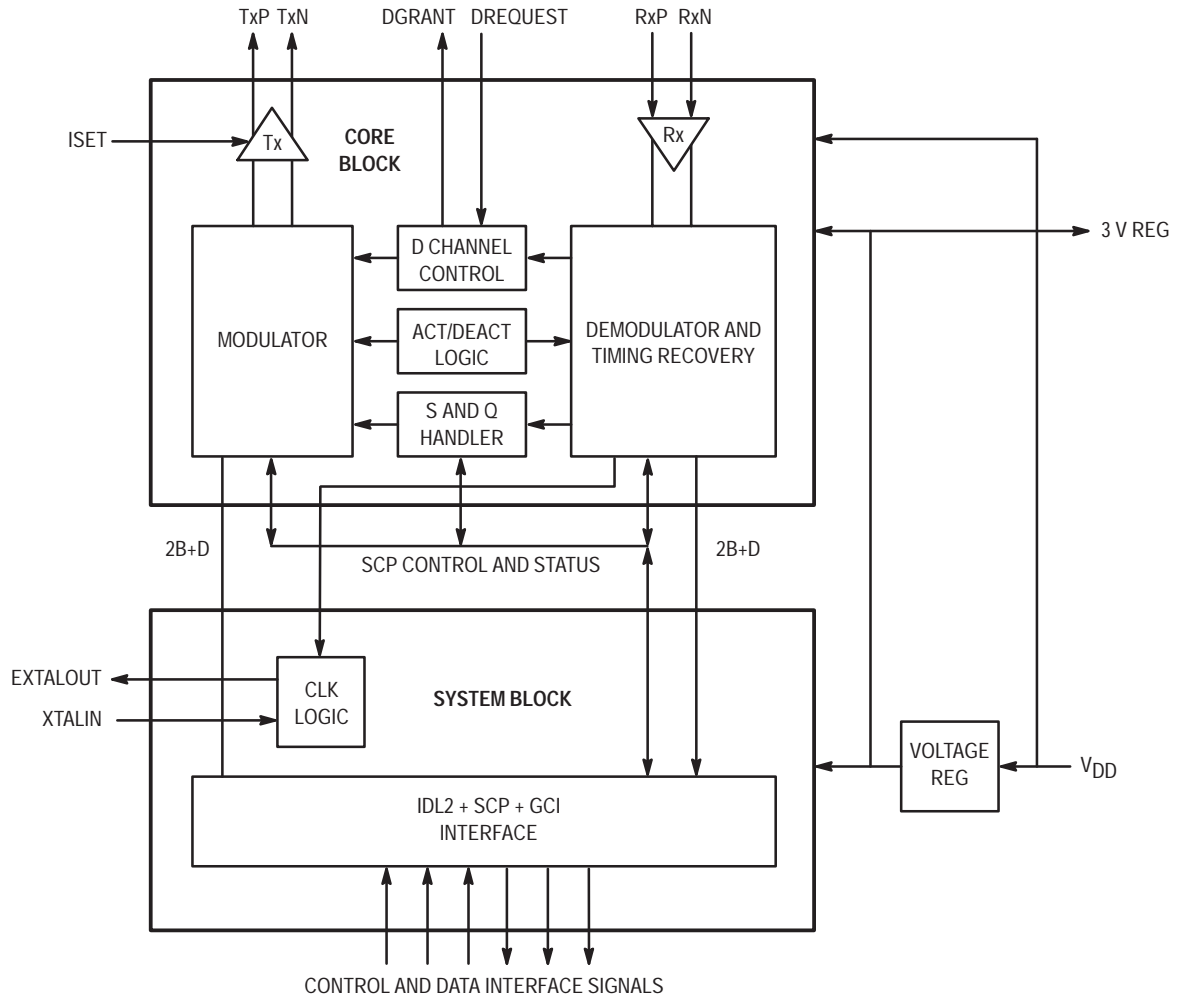 TxP TxN
DGRANT DREQUEST
RxP RxN
ISET
Tx
CORE
BLOCK
Rx
3 V REG
MODULATOR
D CHANNEL
CONTROL
ACT/DEACT
LOGIC
S AND Q
HANDLER
DEMODULATOR AND
TIMING RECOVERY
2B+D
SCP CONTROL AND STATUS
2B+D
EXTALOUT
XTALIN
CLK
LOGIC
SYSTEM BLOCK
VOLTAGE
REG
VDD
IDL2 + SCP + GCI
INTERFACE
CONTROL AND DATA INTERFACE SIGNALS